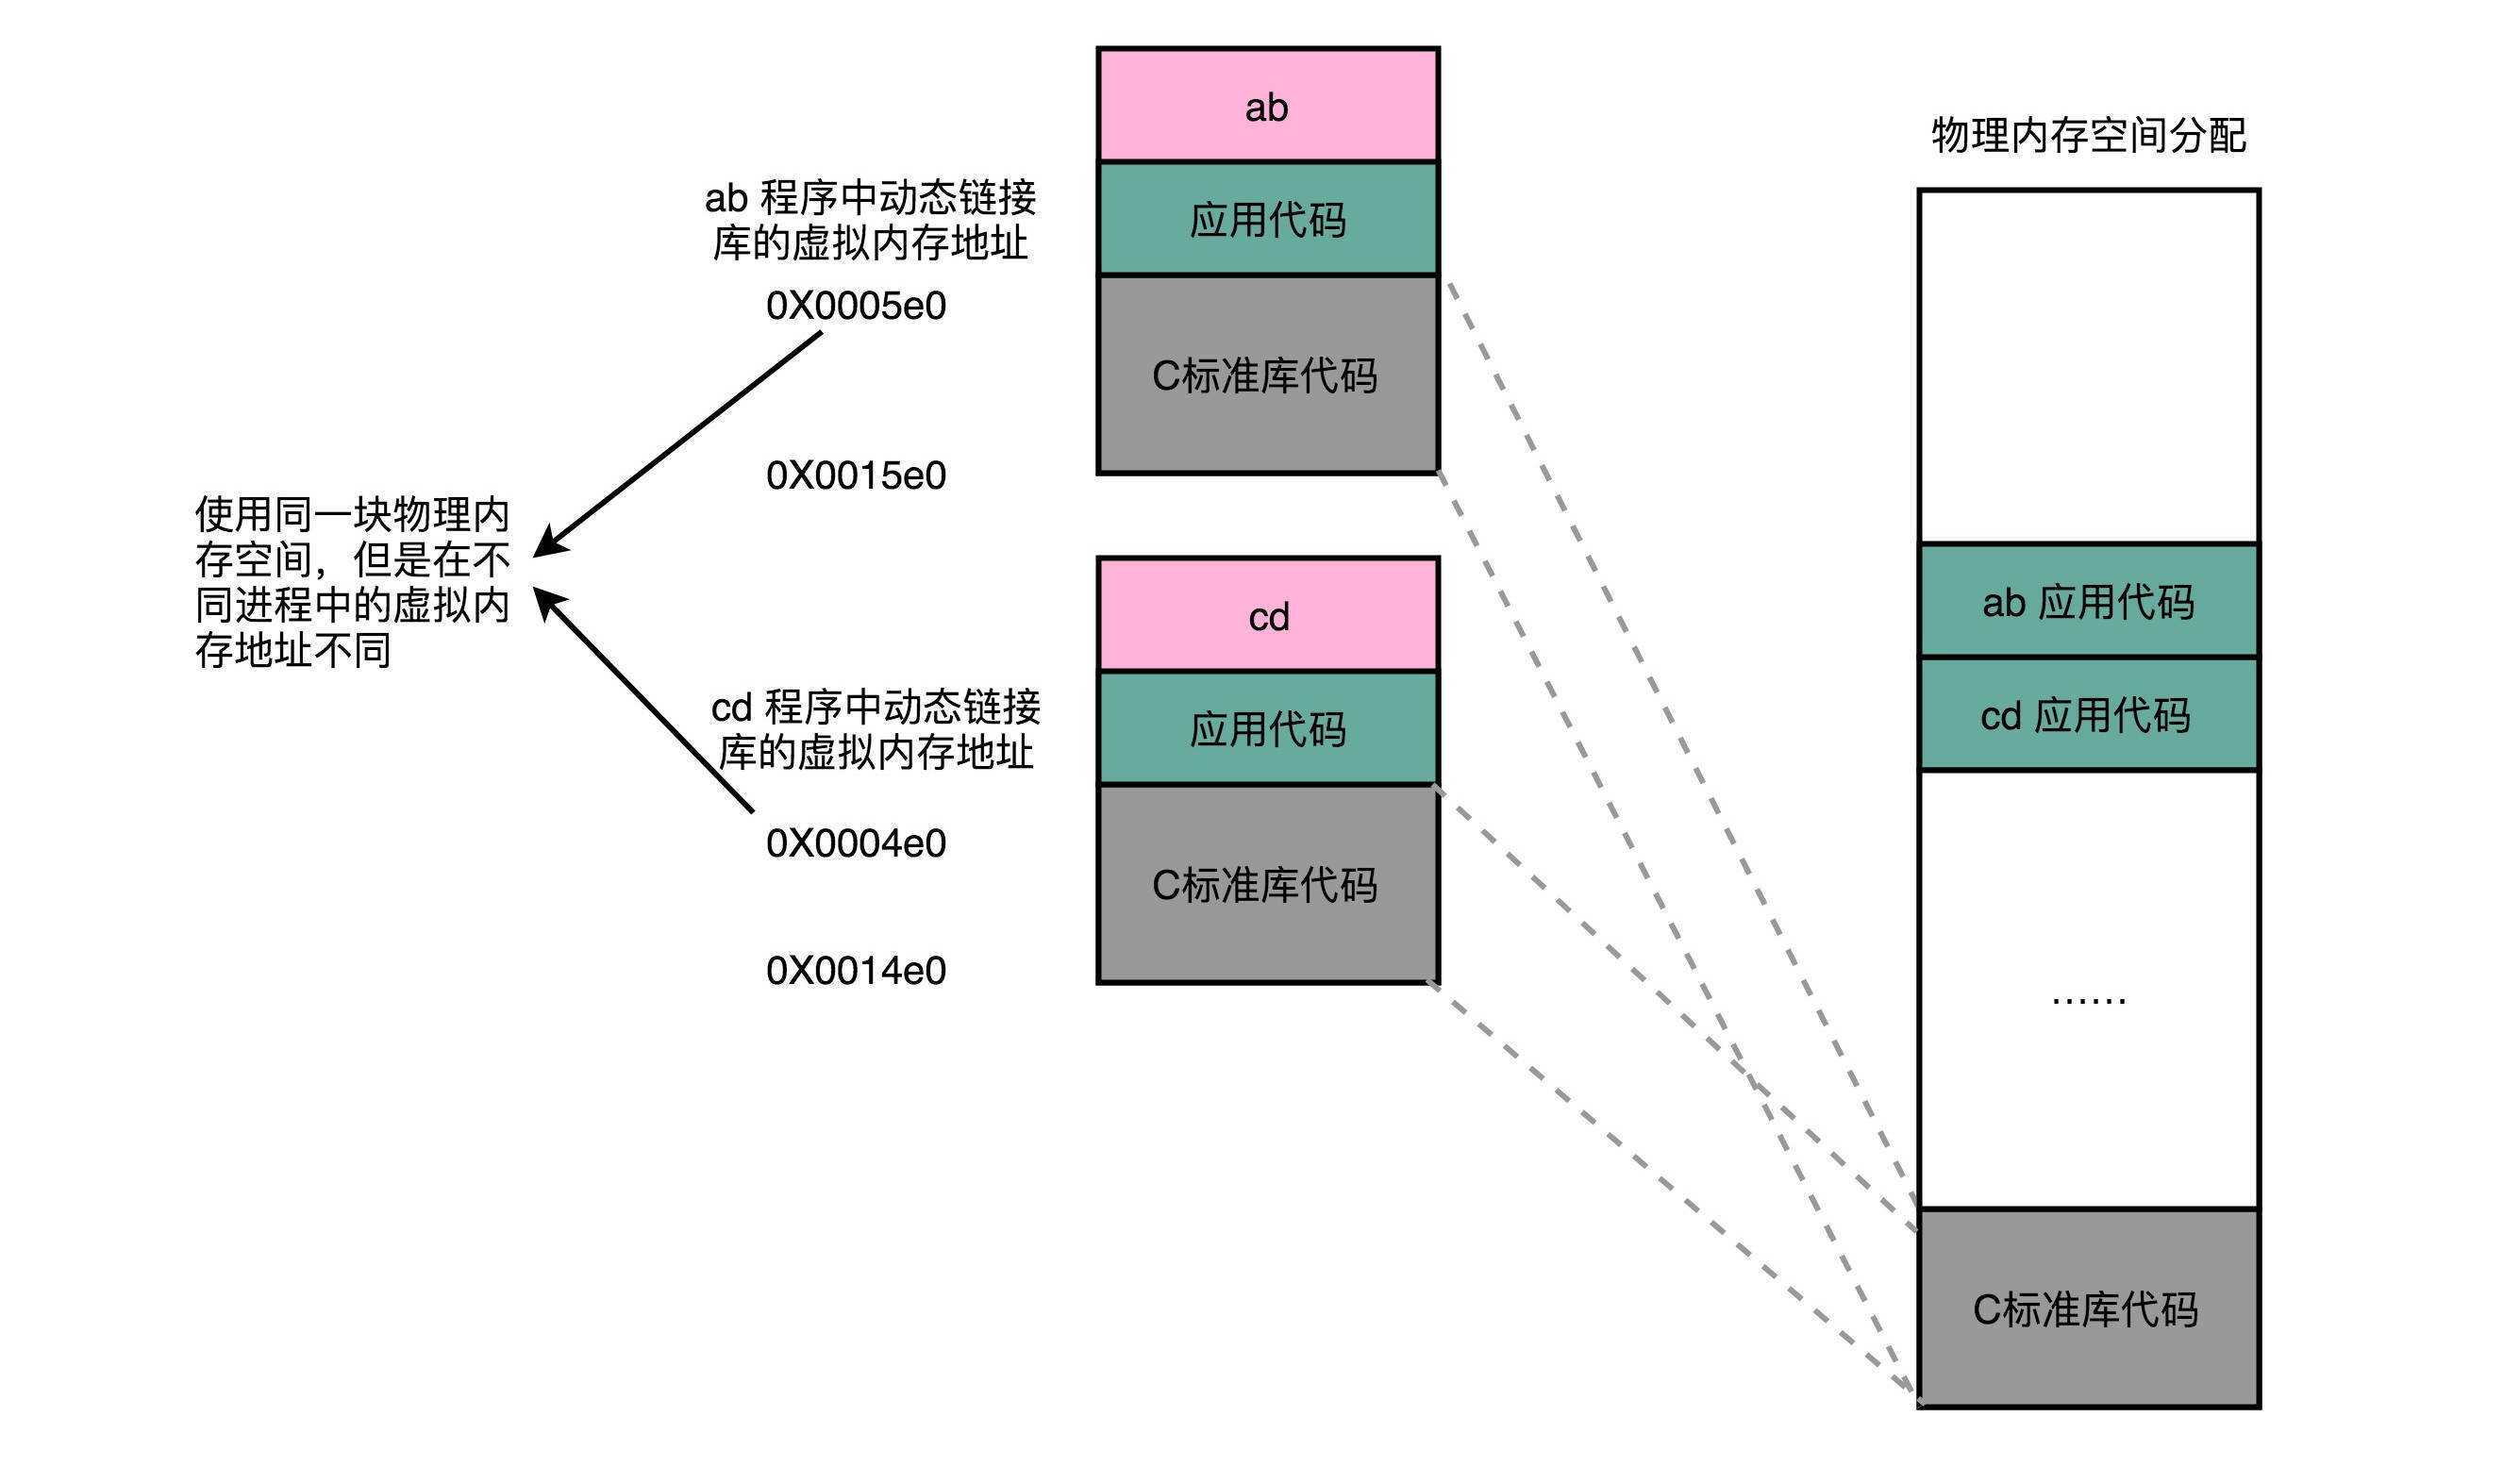 ab
物理内存空间分配
ab 程序中动态链接
库的虚拟内存地址
应用代码
0X0005e0
C标准库代码
0X0015e0
使用同一块物理内
存空间，但是在不
同进程中的虚拟内
存地址不同
cd
ab 应用代码
cd 程序中动态链接
库的虚拟内存地址
应用代码
cd 应用代码
0X0004e0
C标准库代码
0X0014e0
......
C标准库代码